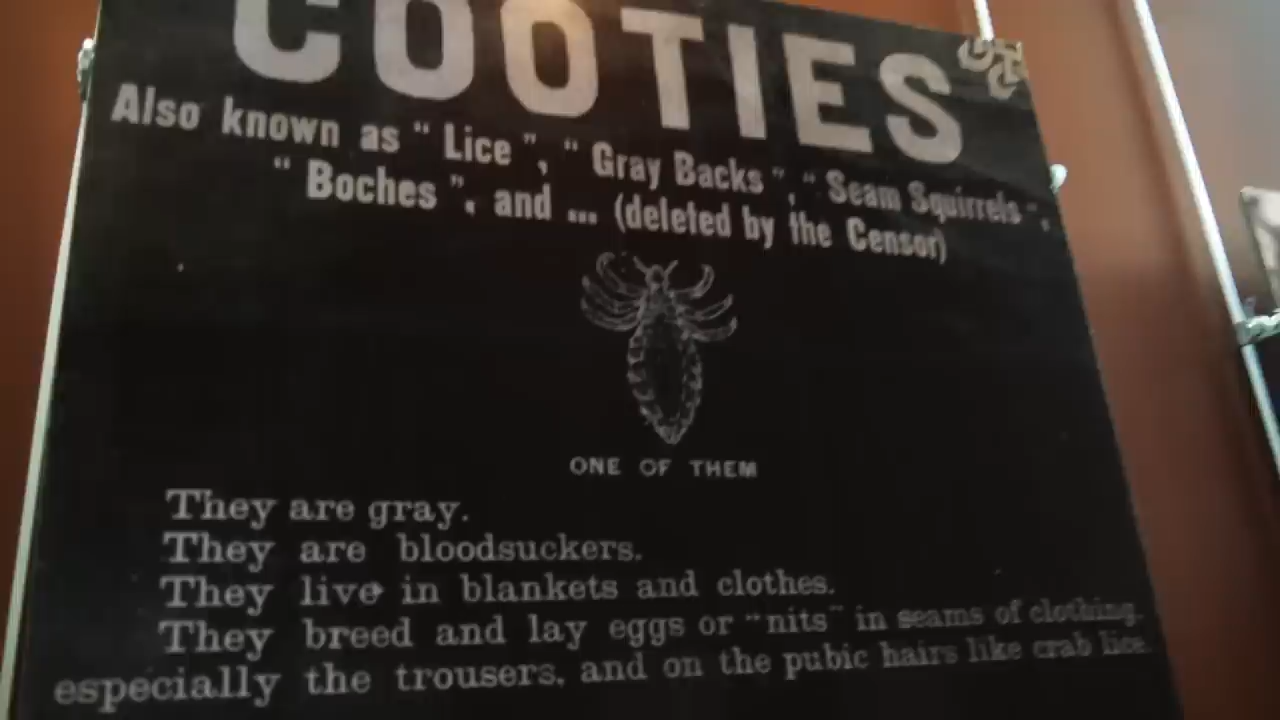 COOTIES
Also known as " Lice ", " Gray Backs ", " Seam Squirrels ",
" Boches ", and ... (deleted by the Censor)
ONE OF THEM
They are gray.
They are bloodsuckers.
They live in blankets and clothes.
They breed and lay eggs or "nits" in seams of clothing,
especially the trousers, and on the pubic hairs like crab lice.